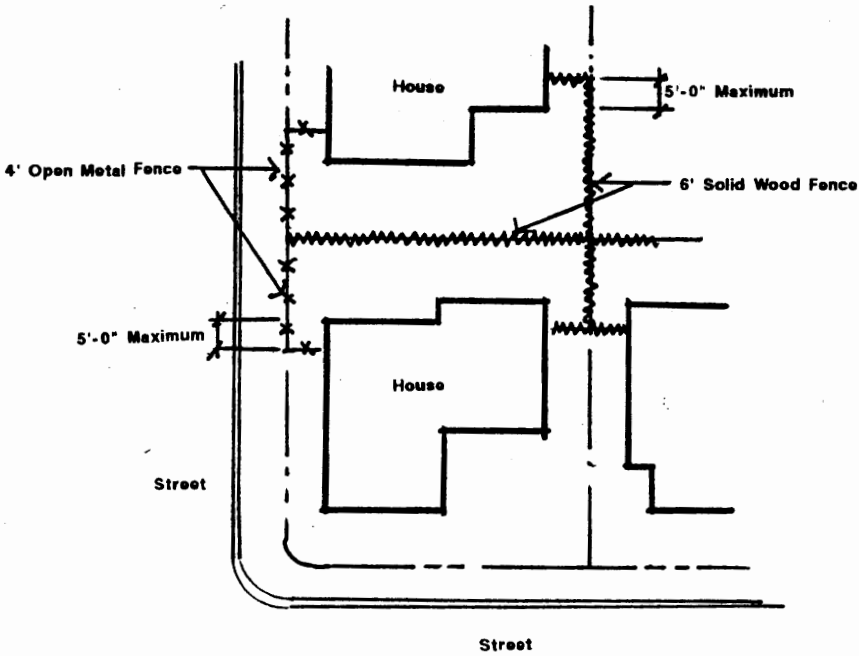 House
5'-0" Maximum
4' Open Metal Fence
6' Solid Wood Fence
5'-0" Maximum
House
Street
Street